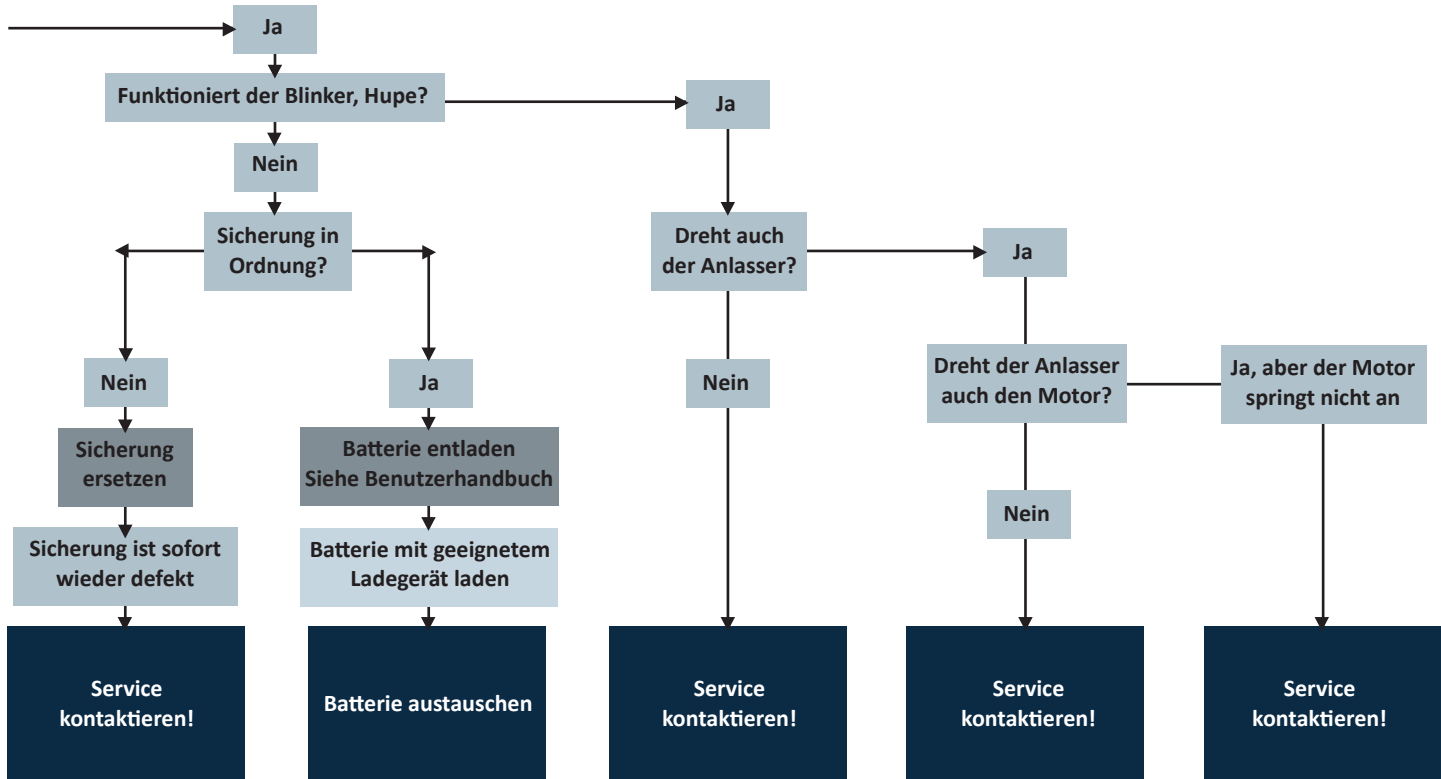 Ja
Funktioniert der Blinker, Hupe?
Ja
Nein
Sicherung in
Ordnung?
Dreht auch
der Anlasser?
Ja
Nein
Ja
Nein
Dreht der Anlasser
auch den Motor?
Ja, aber der Motor
springt nicht an
Sicherung
ersetzen
Batterie entladen
Siehe Benutzerhandbuch
Nein
Sicherung ist sofort
wieder defekt
Batterie mit geeignetem
Ladegerät laden
Service
kontaktieren!
Batterie austauschen
Service
kontaktieren!
Service
kontaktieren!
Service
kontaktieren!